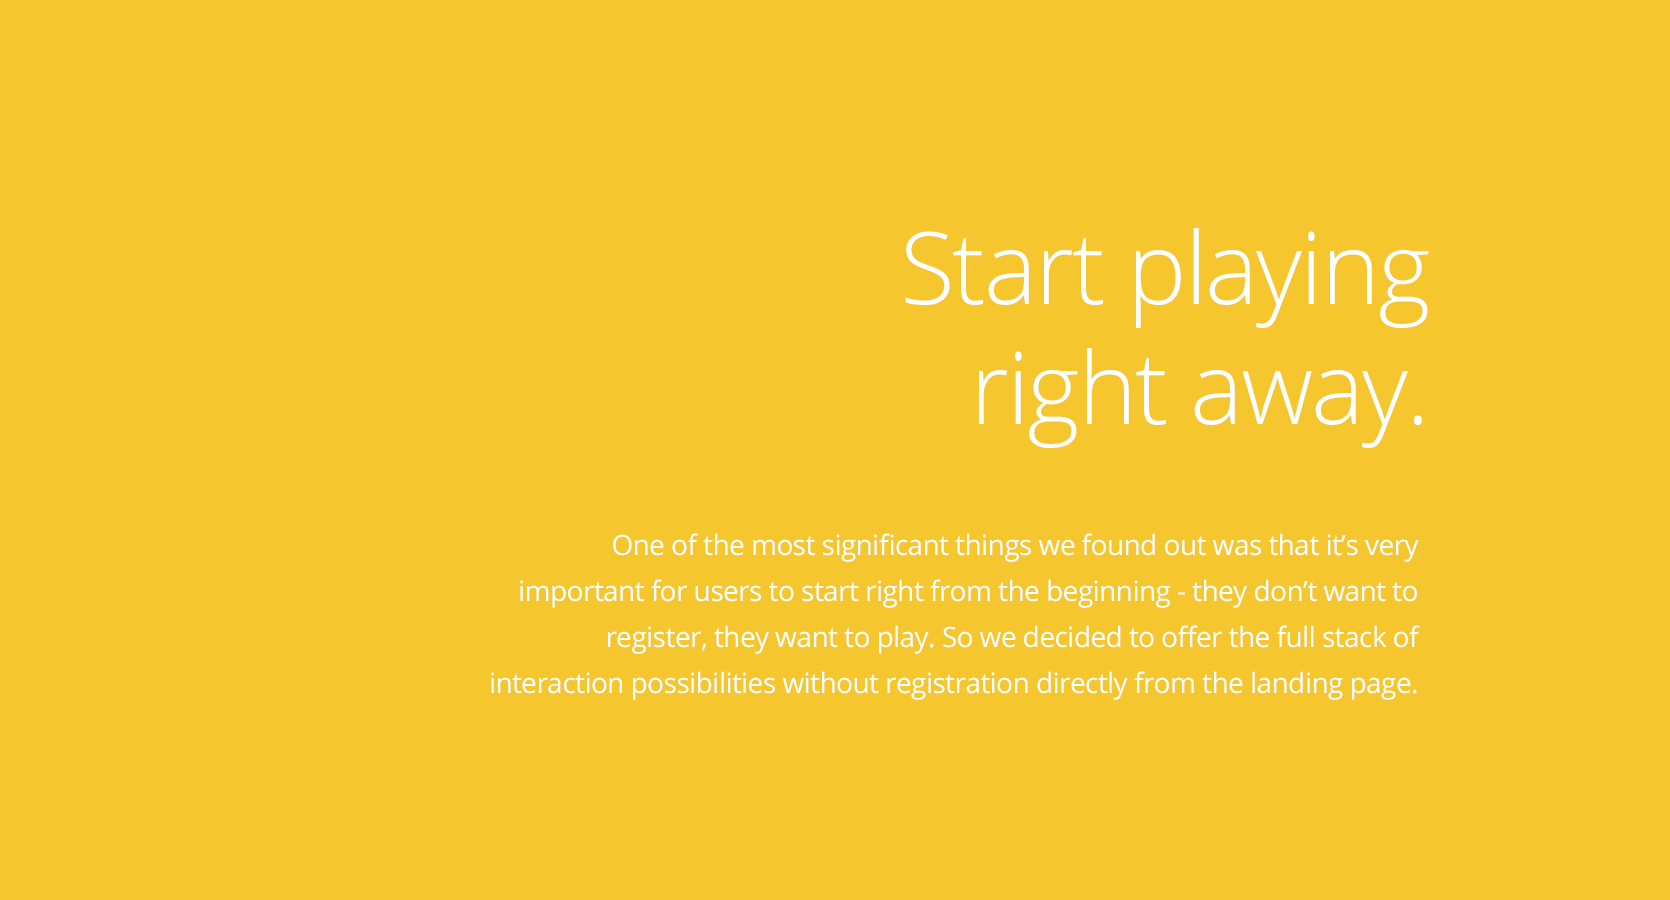 Start playing
right away.
One of the most significant things we found out was that it’s very
important for users to start right from the beginning - they don’t want to
register, they want to play. So we decided to offer the full stack of
interaction possibilities without registration directly from the landing page.